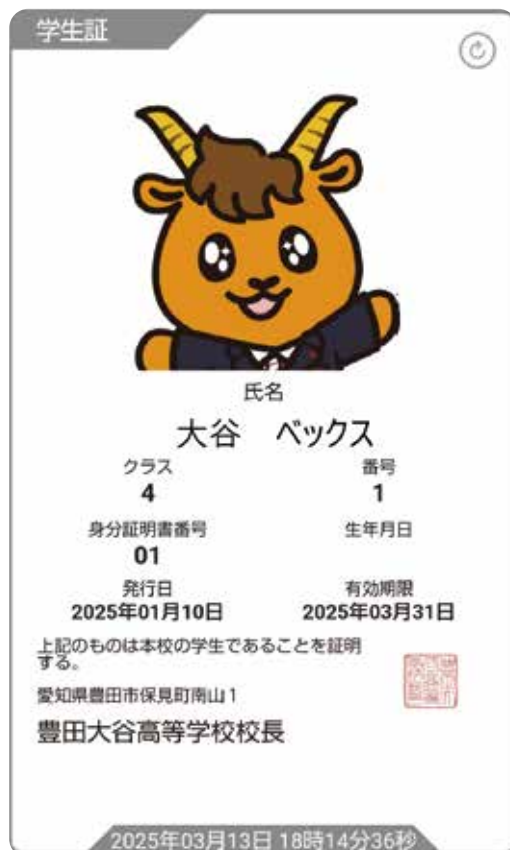 学生証
氏名
大谷 ベックス
クラス 番号
4 1
身分証明書番号 生年月日
01
発行日 有効期限
2025年01月10日 2025年03月31日
上記のものは本校の学生であることを証明
する。
愛知県豊田市保見町南山1
豊田大谷高等学校校長
2025年03月13日 18時14分36秒